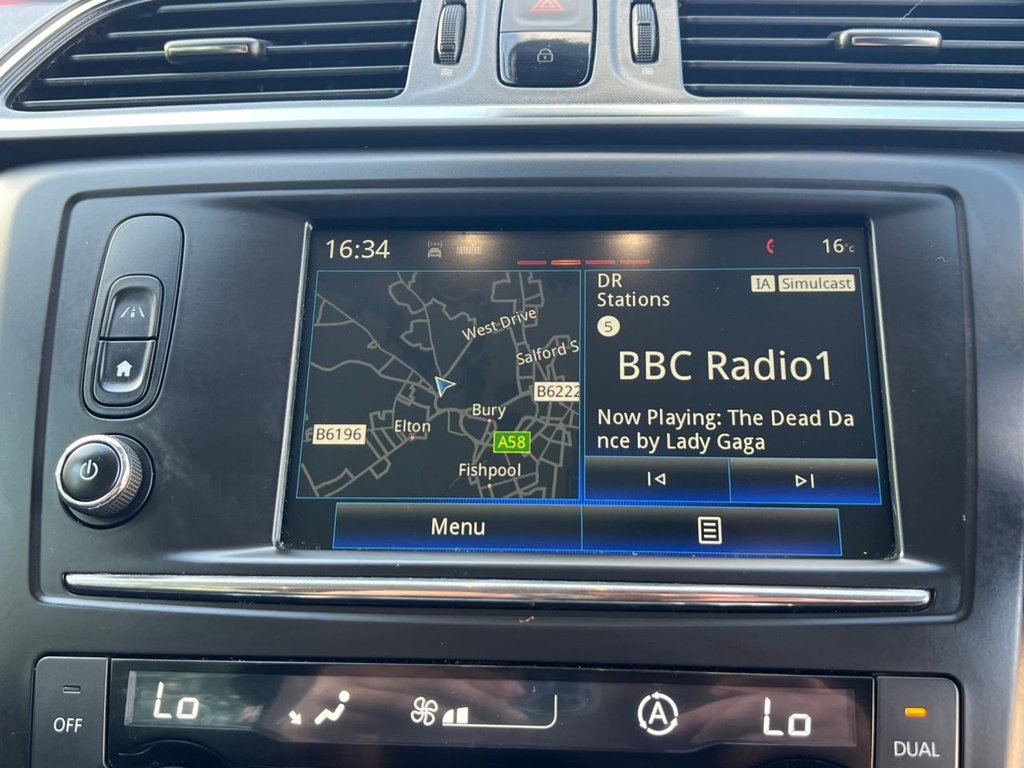 16:34
16°c
West Drive
Salford S
B6222
Bury
Elton
B6196
A58
Fishpool
DR
Stations
IA Simulcast
5
BBC Radio1
Now Playing: The Dead Da
nce by Lady Gaga
Menu
OFF
Lo
A
Lo
DUAL